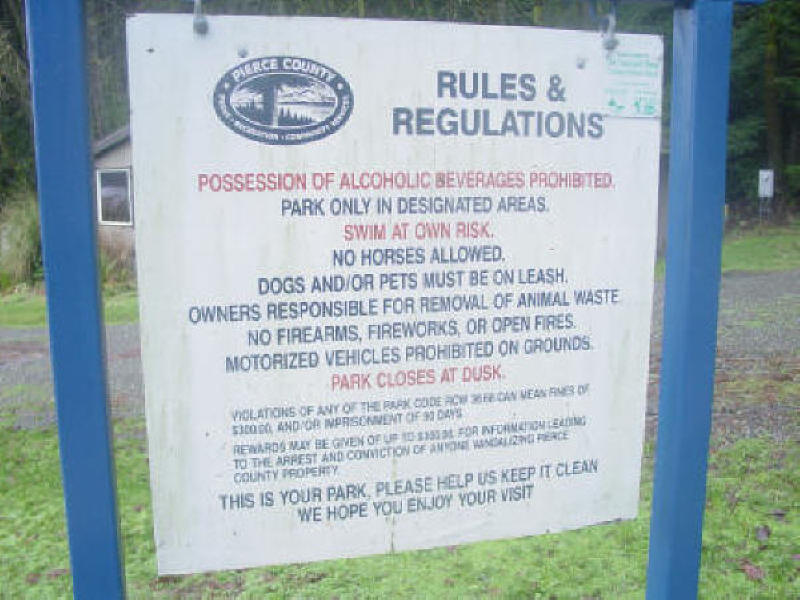 PIERCE COUNTY
RULES &
REGULATIONS
POSSESSION OF ALCOHOLIC BEVERAGES PROHIBITED.
PARK ONLY IN DESIGNATED AREAS.
SWIM AT OWN RISK.
NO HORSES ALLOWED.
DOGS AND/OR PETS MUST BE ON LEASH.
OWNERS RESPONSIBLE FOR REMOVAL OF ANIMAL WASTE
NO FIREARMS, FIREWORKS, OR OPEN FIRES.
MOTORIZED VEHICLES PROHIBITED ON GROUNDS.
PARK CLOSES AT DUSK.
VIOLATIONS OF ANY OF THE PARK CODE RCW CAN MEAN FINES OF
$300.00, AND/OR IMPRISONMENT OF 90 DAYS
REWARDS MAY BE GIVEN OF UP TO FOR INFORMATION LEADING
TO THE ARREST AND CONVICTION OF ANYONE VANDALIZING PIERCE
COUNTY PROPERTY.
THIS IS YOUR PARK, PLEASE HELP US KEEP IT CLEAN
WE HOPE YOU ENJOY YOUR VISIT